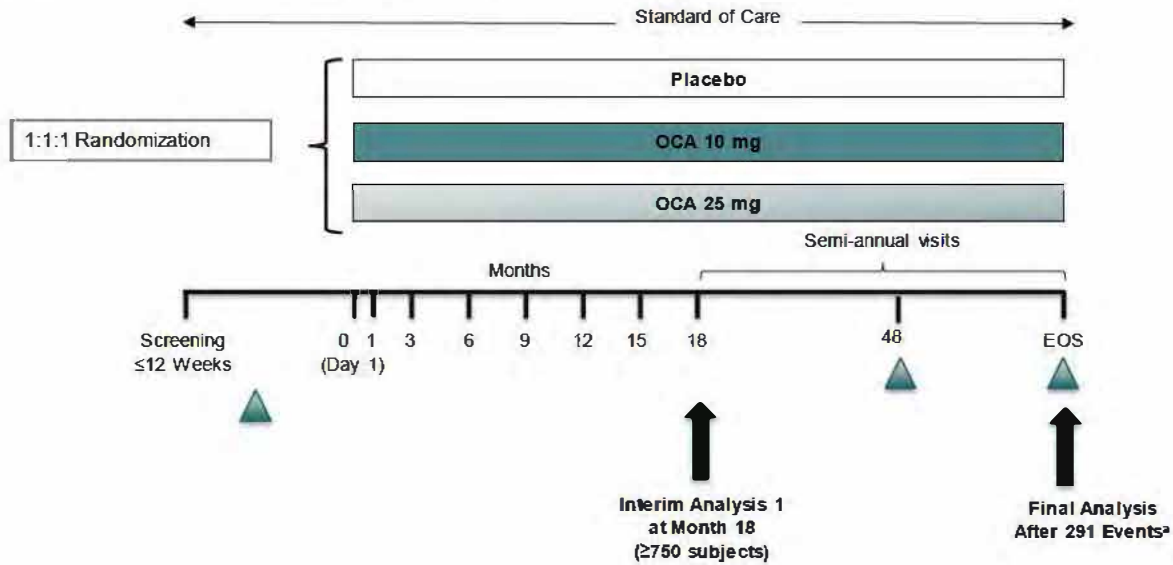 Standard of Care
Placebo
1:1:1 Randomization
OCA 10 mg
OCA 25 mg
Semi-annual visits
Months
Screening
≤12 Weeks
0 1 3 6 9 12 15 18 48 EOS
(Day 1)
Interim Analysis 1
at Month 18
(≥750 subjects)
Final Analysis
After 291 Eventsª